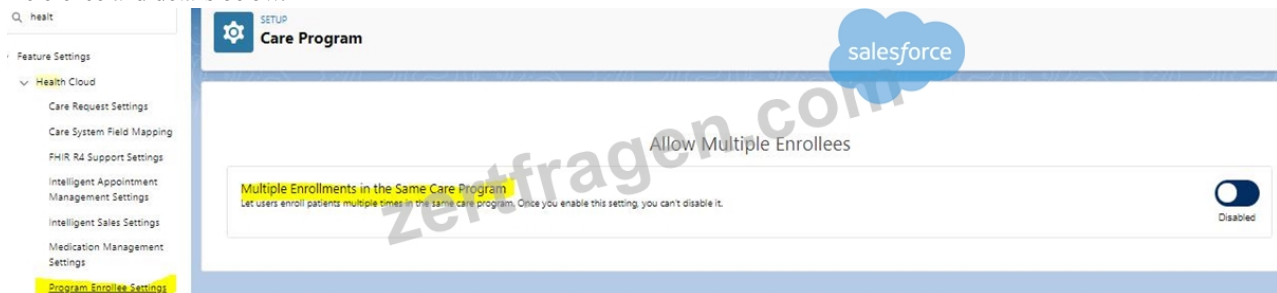 healt
Feature Settings
Health Cloud
Care Request Settings
Care System Field Mapping
FHIR R4 Support Settings
Intelligent Appointment
Management Settings
Intelligent Sales Settings
Medication Management
Settings
Program Enrollee Settings
SETUP
Care Program
salesforce
Allow Multiple Enrollees
Multiple Enrollments in the Same Care Program
Let users enroll patients multiple times in the same care program. Once you enable this setting, you can't disable it.
Disabled
zertfragen.com